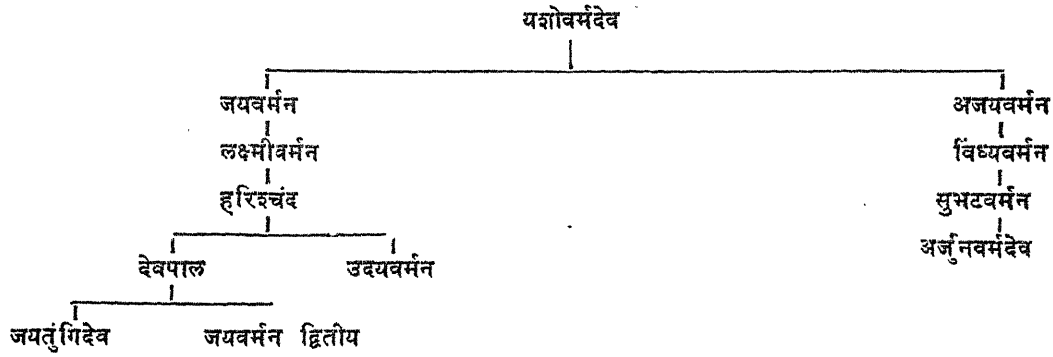 यशोवर्मदेव
जयवर्मन अजयवर्मन
लक्ष्मीवर्मन विंध्यवर्मन
हरिश्चंद सुभटवर्मन
देवपाल उदयवर्मन अर्जुनवर्मदेव
जयतुंगिदेव जयवर्मन द्वितीय